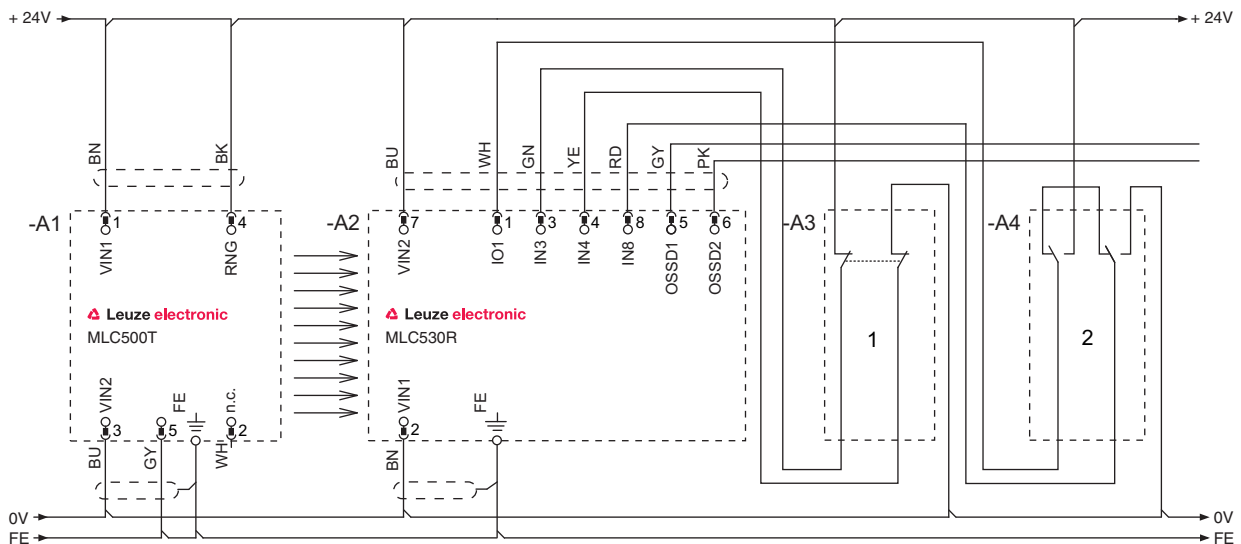 + 24V
+ 24V
BN
BK
BU
WH
GN
YE
RD
GY
PK
-A1
1
4
-A2
7
1
3
4
8
5
6
-A3
-A4
VIN1
RNG
VIN2
IO1
IN3
IN4
IN8
OSSD1
OSSD2
Leuze electronic
MLC500T
Leuze electronic
MLC530R
1
2
VIN2
FE
n.c.
VIN1
FE
3
5
2
2
BU
GY
WH
BN
0V
0V
FE
FE